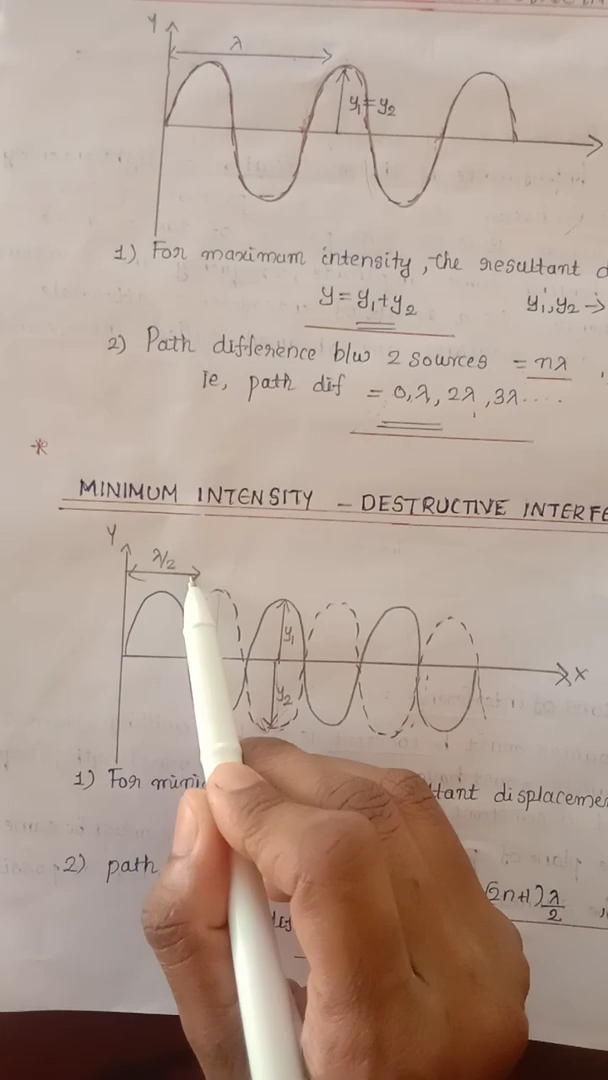 Y
λ
y₁=y₂
1) For maximum intensity, the resultant d
y=y₁+y₂ y₁,y₂ →
2) Path difference b/w 2 sources = nλ ,
Ie, path dif = 0,λ, 2λ ,3λ....
*
MINIMUM INTENSITY – DESTRUCTIVE INTERFE
Y
λ/2
y₁
X
y₂
1) For mini ltant displaceme
2) path (2n+1)λ/2 ,